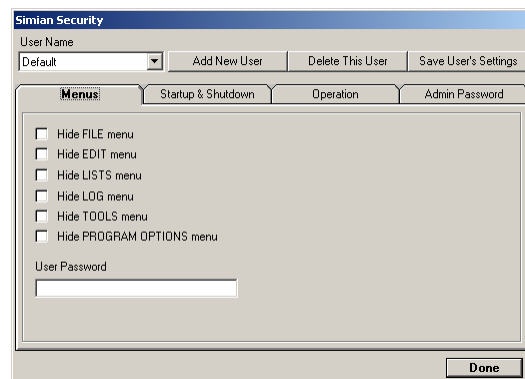 Simian Security
User Name
Default
Add New User
Delete This User
Save User's Settings
Menus
Startup & Shutdown
Operation
Admin Password
Hide FILE menu
Hide EDIT menu
Hide LISTS menu
Hide LOG menu
Hide TOOLS menu
Hide PROGRAM OPTIONS menu
User Password
Done